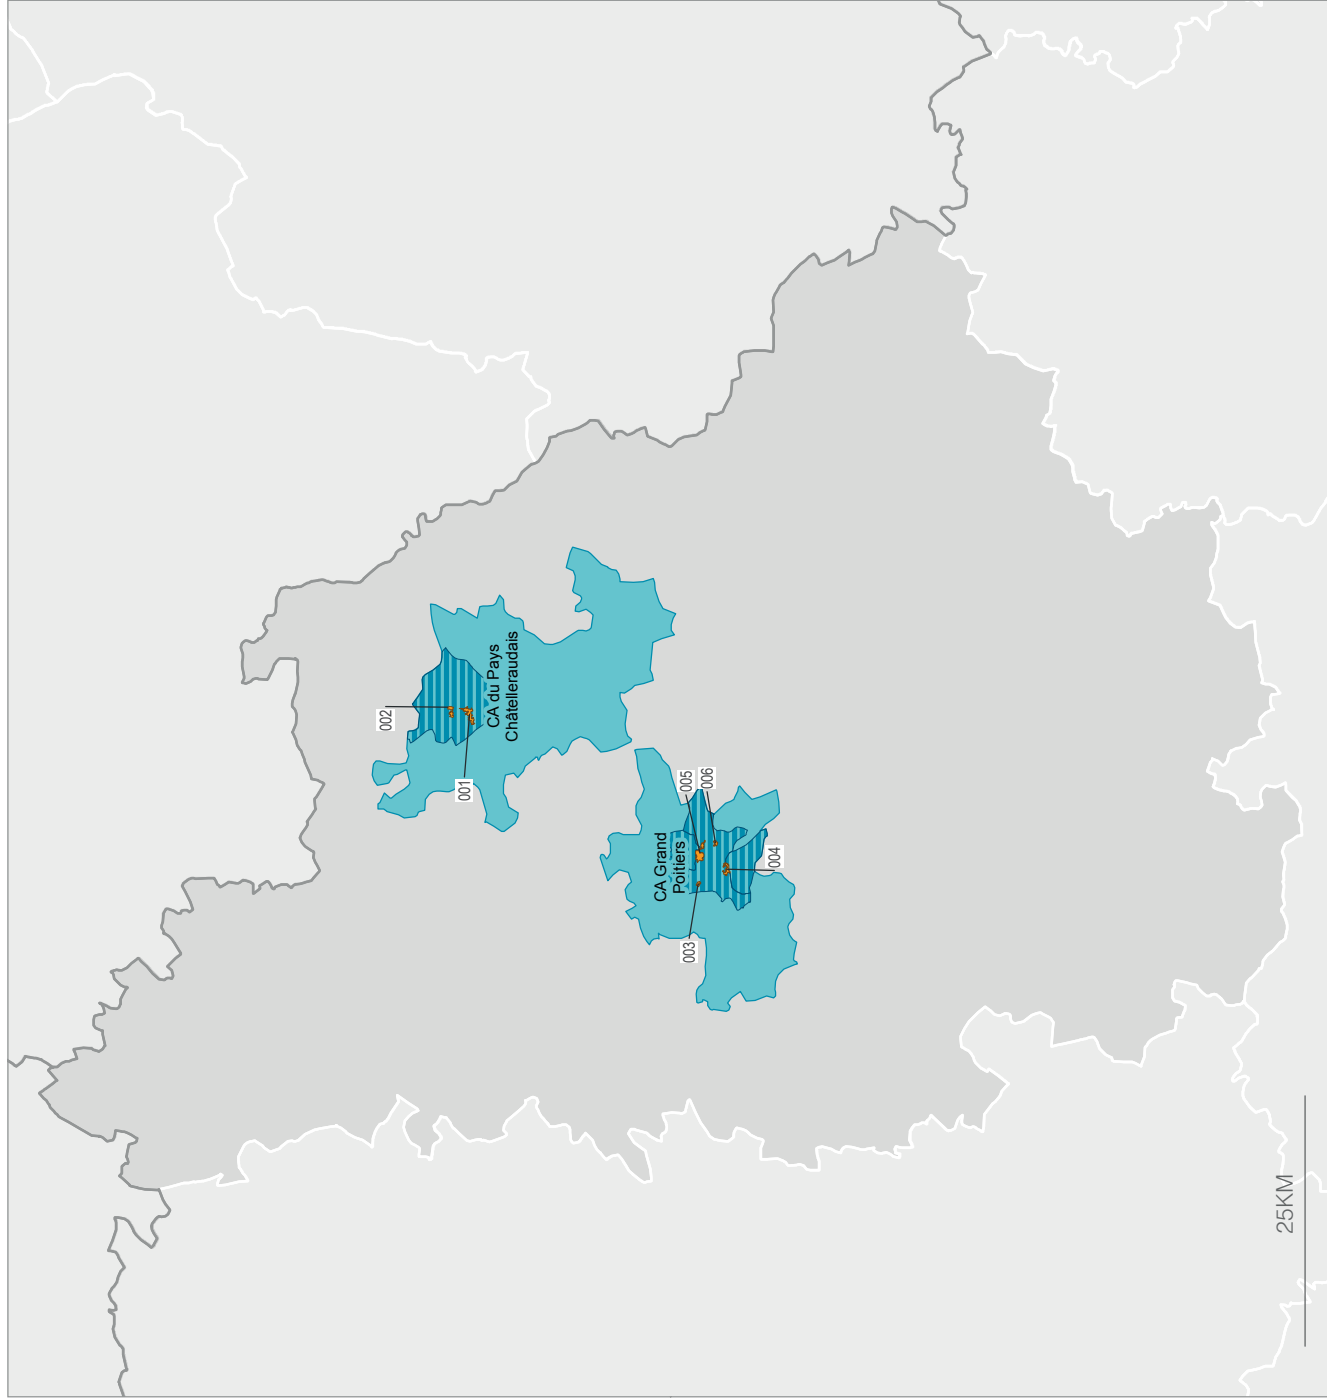 002
001
CA du Pays
Châtelleraudais
005
006
CA Grand
Poitiers
004
003
25KM